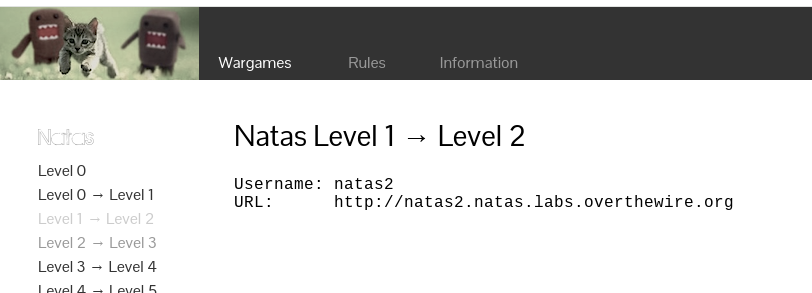 Wargames Rules Information
Natas
Level 0
Level 0 → Level 1
Level 1 → Level 2
Level 2 → Level 3
Level 3 → Level 4
Level 4 → Level 5
Natas Level 1 → Level 2
Username: natas2
URL: http://natas2.natas.labs.overthewire.org